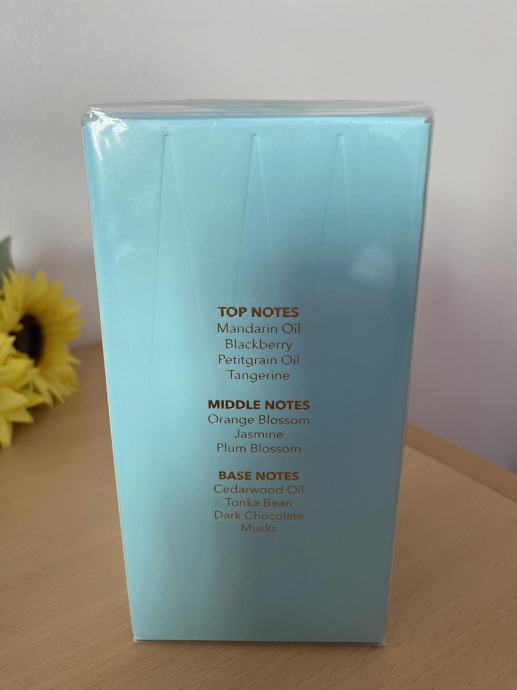 TOP NOTES
Mandarin Oil
Blackberry
Petitgrain Oil
Tangerine
MIDDLE NOTES
Orange Blossom
Jasmine
Plum Blossom
BASE NOTES
Cedarwood Oil
Tonka Bean
Dark Chocolate
Musks